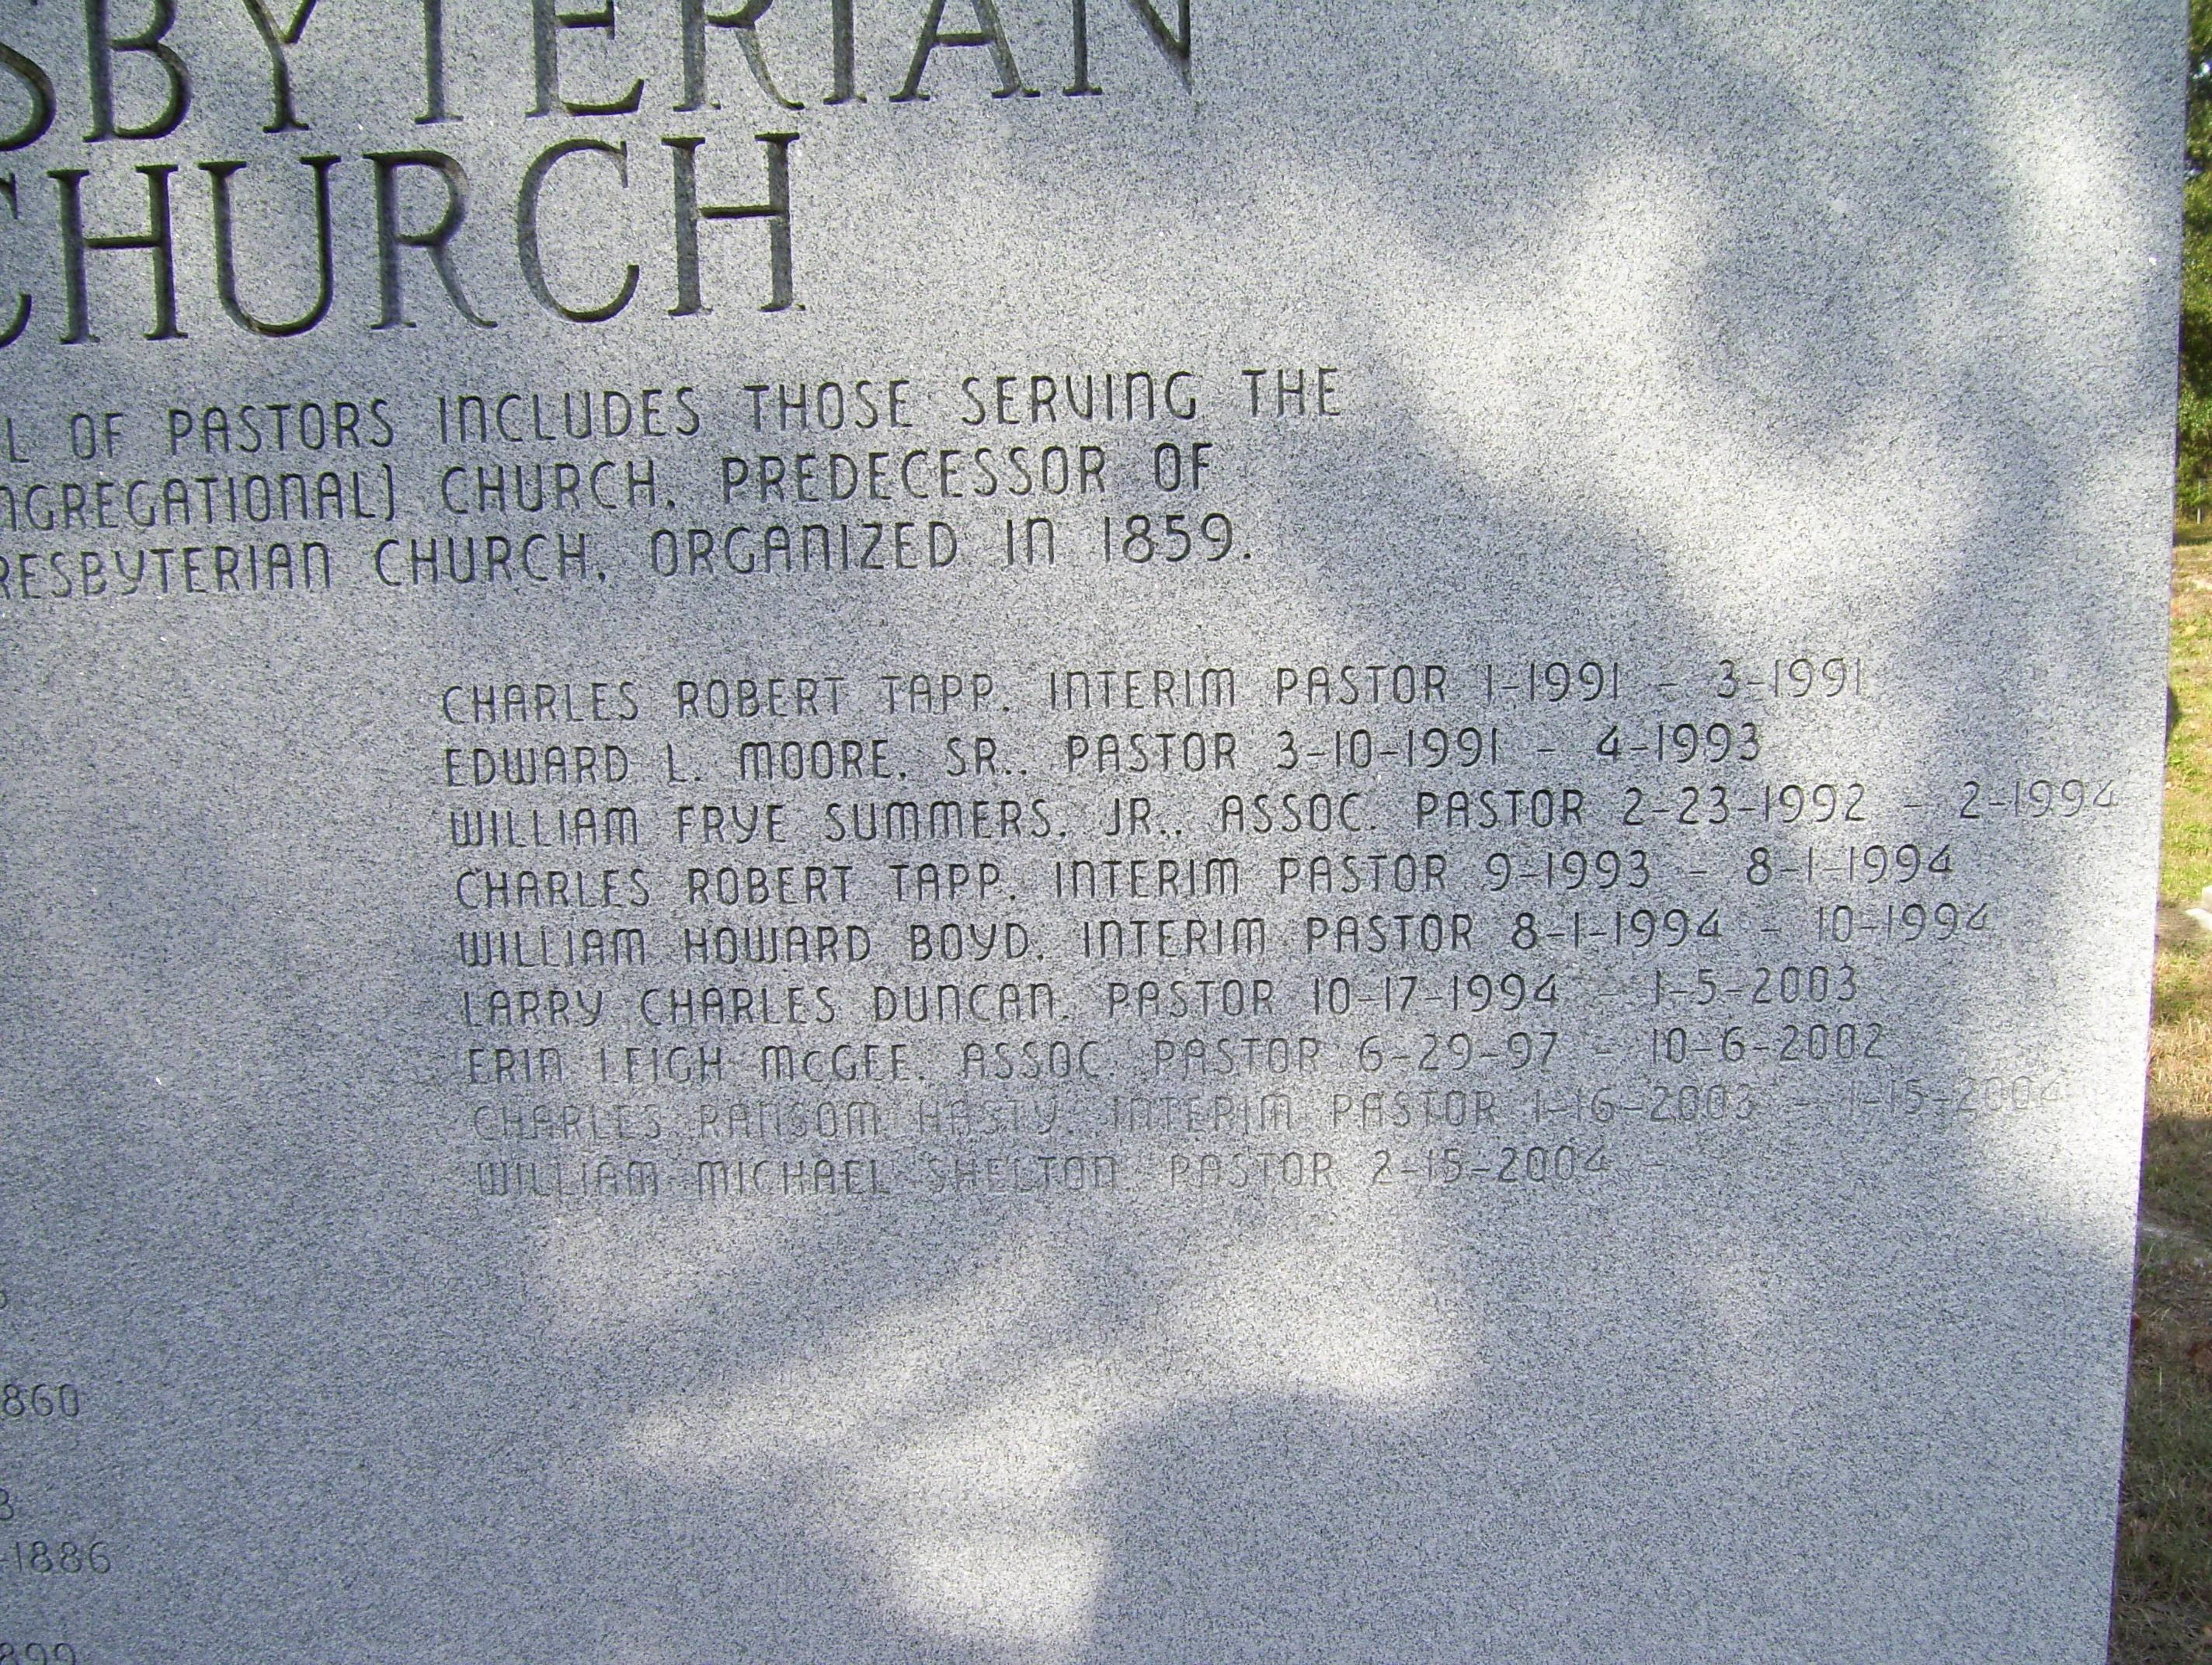 SBYTERIAN
CHURCH
L OF PASTORS INCLUDES THOSE SERVING THE
NGREGATIONAL) CHURCH, PREDECESSOR OF
RESBYTERIAN CHURCH, ORGANIZED IN 1859.
CHARLES ROBERT TAPP, INTERIM PASTOR 1-1991 - 3-1991
EDWARD L. MOORE, SR., PASTOR 3-10-1991 - 4-1993
WILLIAM FRYE SUMMERS, JR., ASSOC. PASTOR 2-23-1992 - 2-1994
CHARLES ROBERT TAPP, INTERIM PASTOR 9-1993 - 8-1-1994
WILLIAM HOWARD BOYD, INTERIM PASTOR 8-1-1994 - 10-1994
LARRY CHARLES DUNCAN, PASTOR 10-17-1994 - 1-5-2003
ERIN LEIGH McGEE, ASSOC. PASTOR 6-29-97 - 10-6-2002
CHARLES RANSOM HASTY, INTERIM PASTOR 1-16-2003 - 1-15-2004
WILLIAM MICHAEL SHELTON, PASTOR 2-15-2004 -
860
3
-1886
899